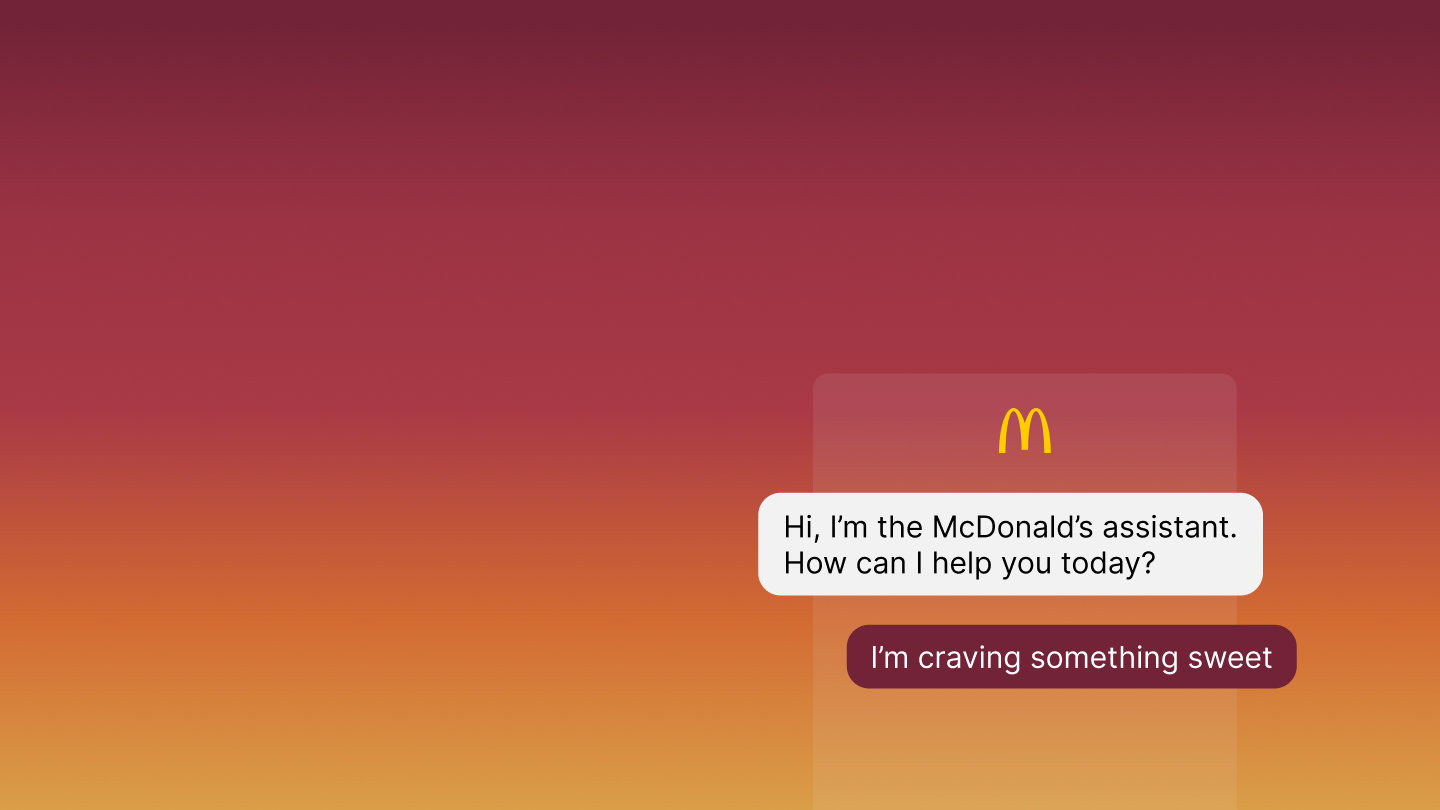 Hi, I’m the McDonald’s assistant.
How can I help you today?
I’m craving something sweet